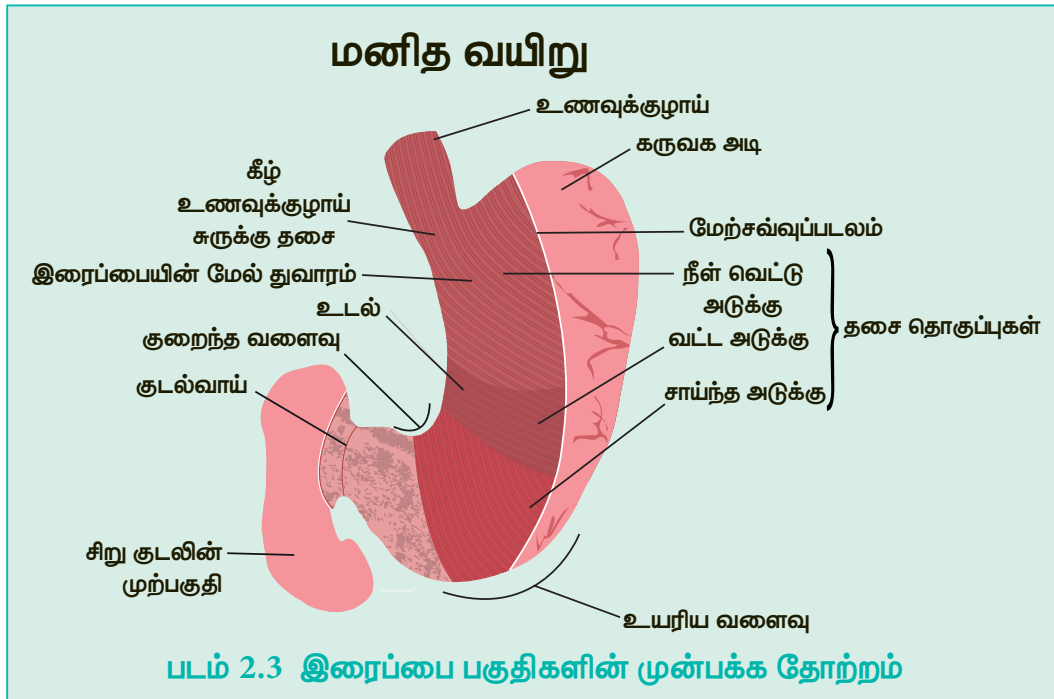 மனித வயிறு
உணவுக்குழாய்
கருவக அடி
கீழ்
உணவுக்குழாய்
சுருக்கு தசை
மேற்சவ்வுப்படலம்
இரைப்பையின் மேல் துவாரம்
நீள் வெட்டு
அடுக்கு
உடல்
குறைந்த வளைவு
வட்ட அடுக்கு
தசை தொகுப்புகள்
குடல்வாய்
சாய்ந்த அடுக்கு
சிறு குடலின்
முற்பகுதி
உயரிய வளைவு
படம் 2.3 இரைப்பை பகுதிகளின் முன்பக்க தோற்றம்